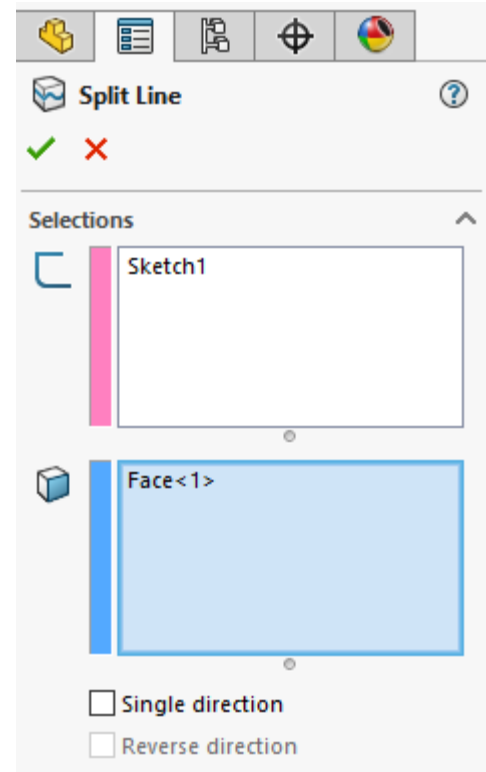 Split Line
?
Selections
Sketch1
Face<1>
Single direction
Reverse direction